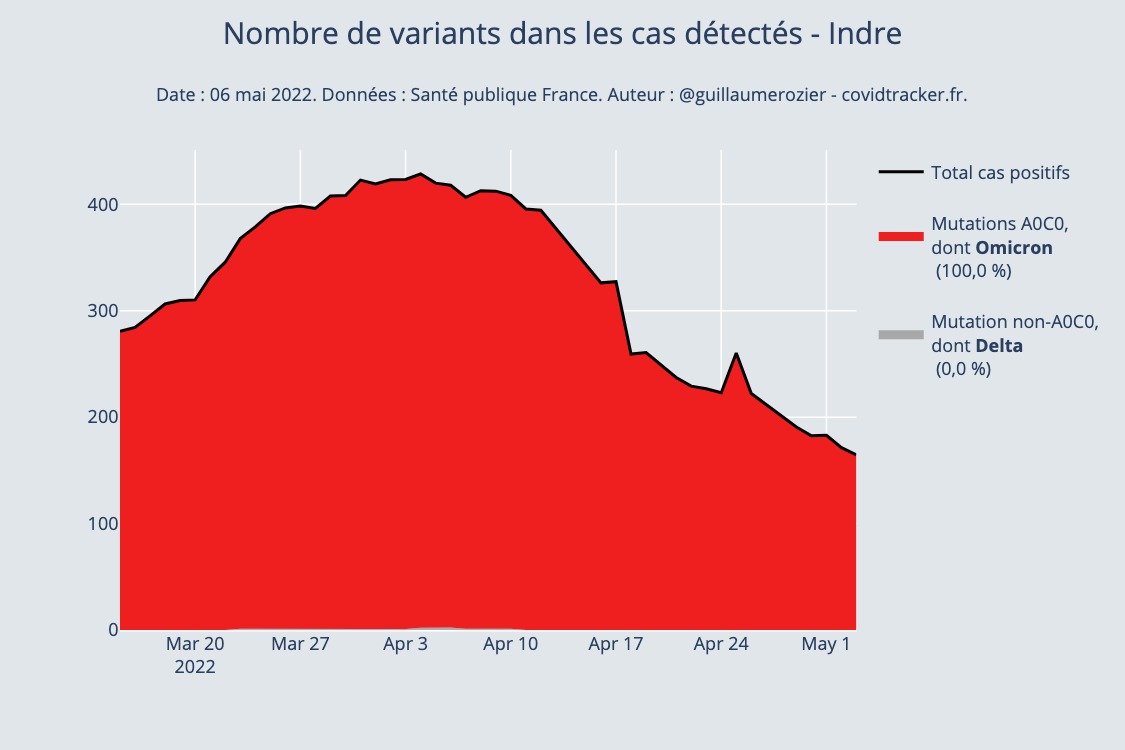 Nombre de variants dans les cas détectés - Indre
Date : 06 mai 2022. Données : Santé publique France. Auteur : @guillaumerozier - covidtracker.fr.
400
300
200
100
0
Mar 20
2022
Mar 27
Apr 3
Apr 10
Apr 17
Apr 24
May 1
Total cas positifs
Mutations A0C0,
dont Omicron
(100,0 %)
Mutation non-A0C0,
dont Delta
(0,0 %)